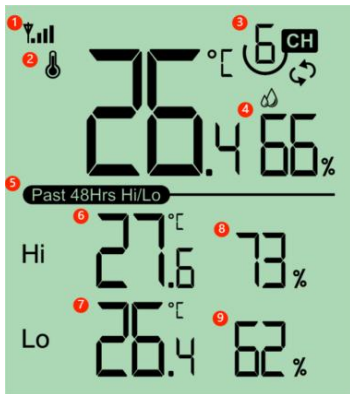 1 6 CH
2 3
26.4 °C
4 66%
5 Past 48Hrs Hi/Lo
6 8
Hi 27.6 °C 73%
7 9
Lo 26.4 °C 62%